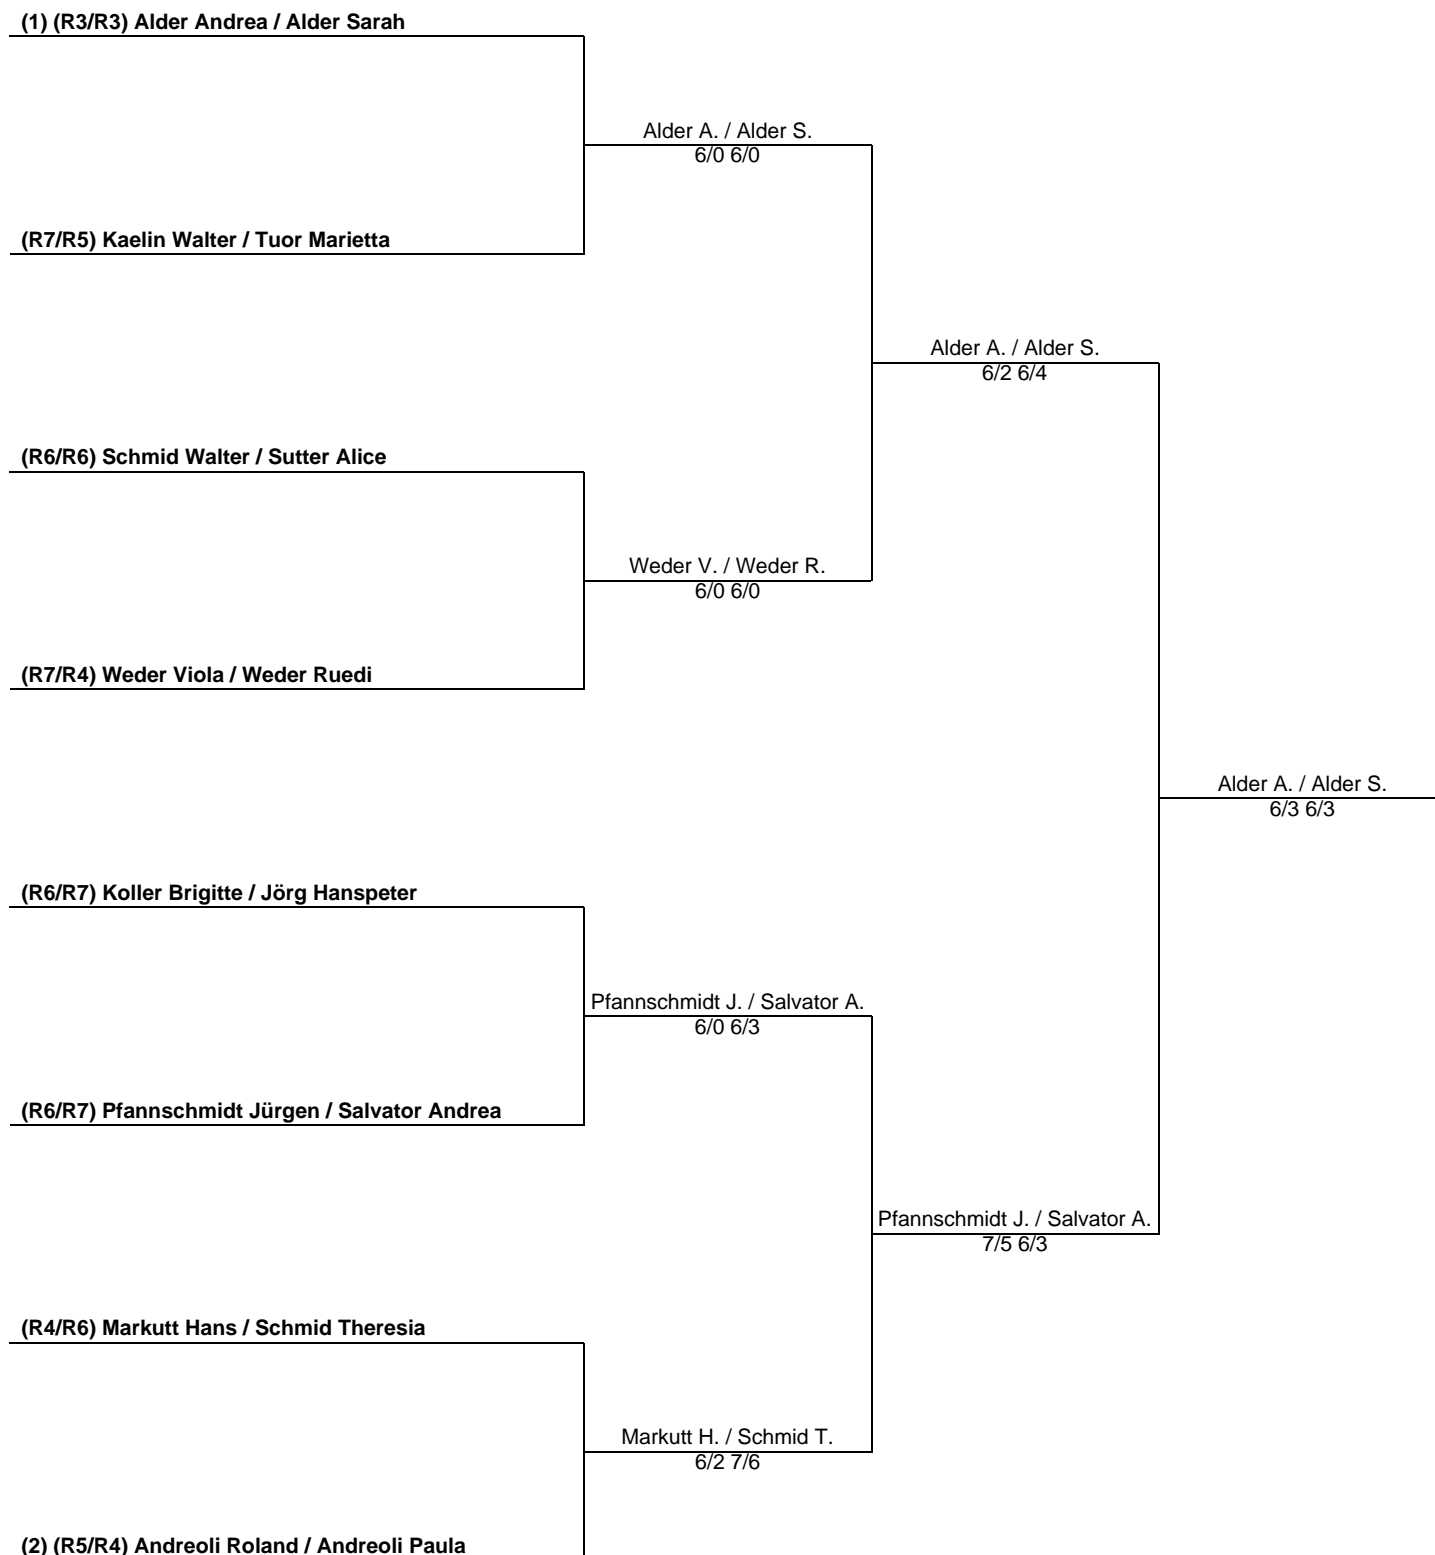 (1) (R3/R3) Alder Andrea / Alder Sarah
Alder A. / Alder S.
6/0 6/0
(R7/R5) Kaelin Walter / Tuor Marietta
Alder A. / Alder S.
6/2 6/4
(R6/R6) Schmid Walter / Sutter Alice
Weder V. / Weder R.
6/0 6/0
(R7/R4) Weder Viola / Weder Ruedi
Alder A. / Alder S.
6/3 6/3
(R6/R7) Koller Brigitte / Jörg Hanspeter
Pfannschmidt J. / Salvator A.
6/0 6/3
(R6/R7) Pfannschmidt Jürgen / Salvator Andrea
Pfannschmidt J. / Salvator A.
7/5 6/3
(R4/R6) Markutt Hans / Schmid Theresia
Markutt H. / Schmid T.
6/2 7/6
(2) (R5/R4) Andreoli Roland / Andreoli Paula